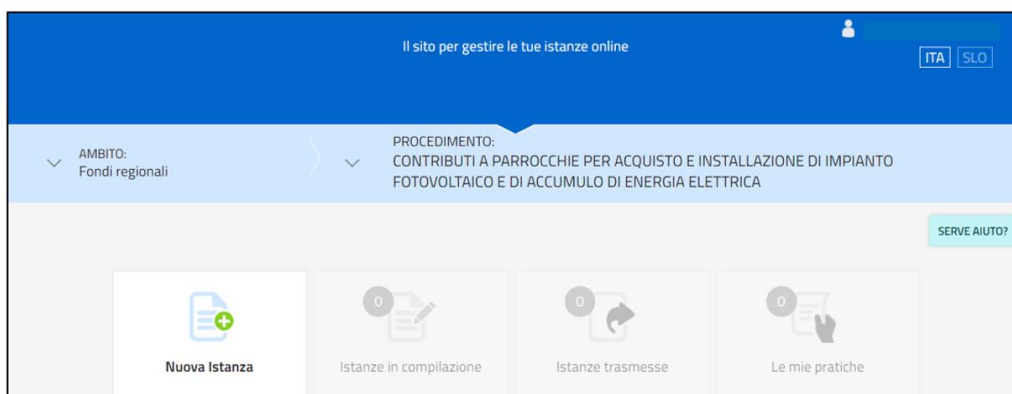 Il sito per gestire le tue istanze online
ITA SLO
AMBITO:
Fondi regionali
PROCEDIMENTO:
CONTRIBUTI A PARROCCHIE PER ACQUISTO E INSTALLAZIONE DI IMPIANTO
FOTOVOLTAICO E DI ACCUMULO DI ENERGIA ELETTRICA
SERVE AIUTO?
0
0
0
Nuova Istanza
Istanze in compilazione
Istanze trasmesse
Le mie pratiche